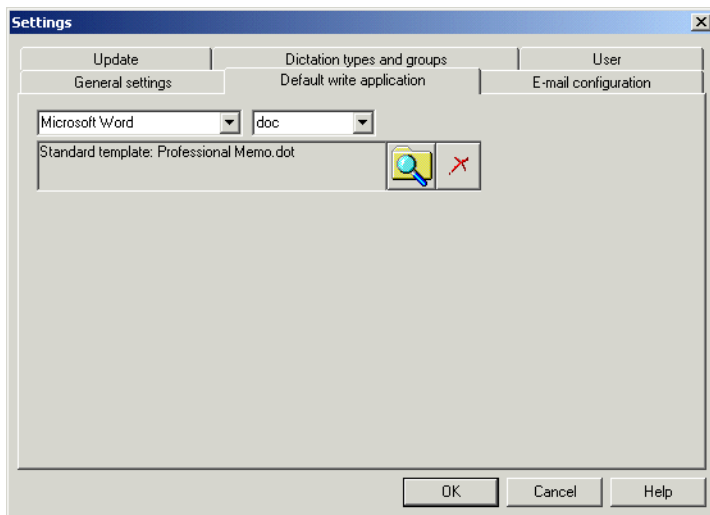 Settings
Update Dictation types and groups User
General settings Default write application E-mail configuration
Microsoft Word doc
Standard template: Professional Memo.dot
OK Cancel Help